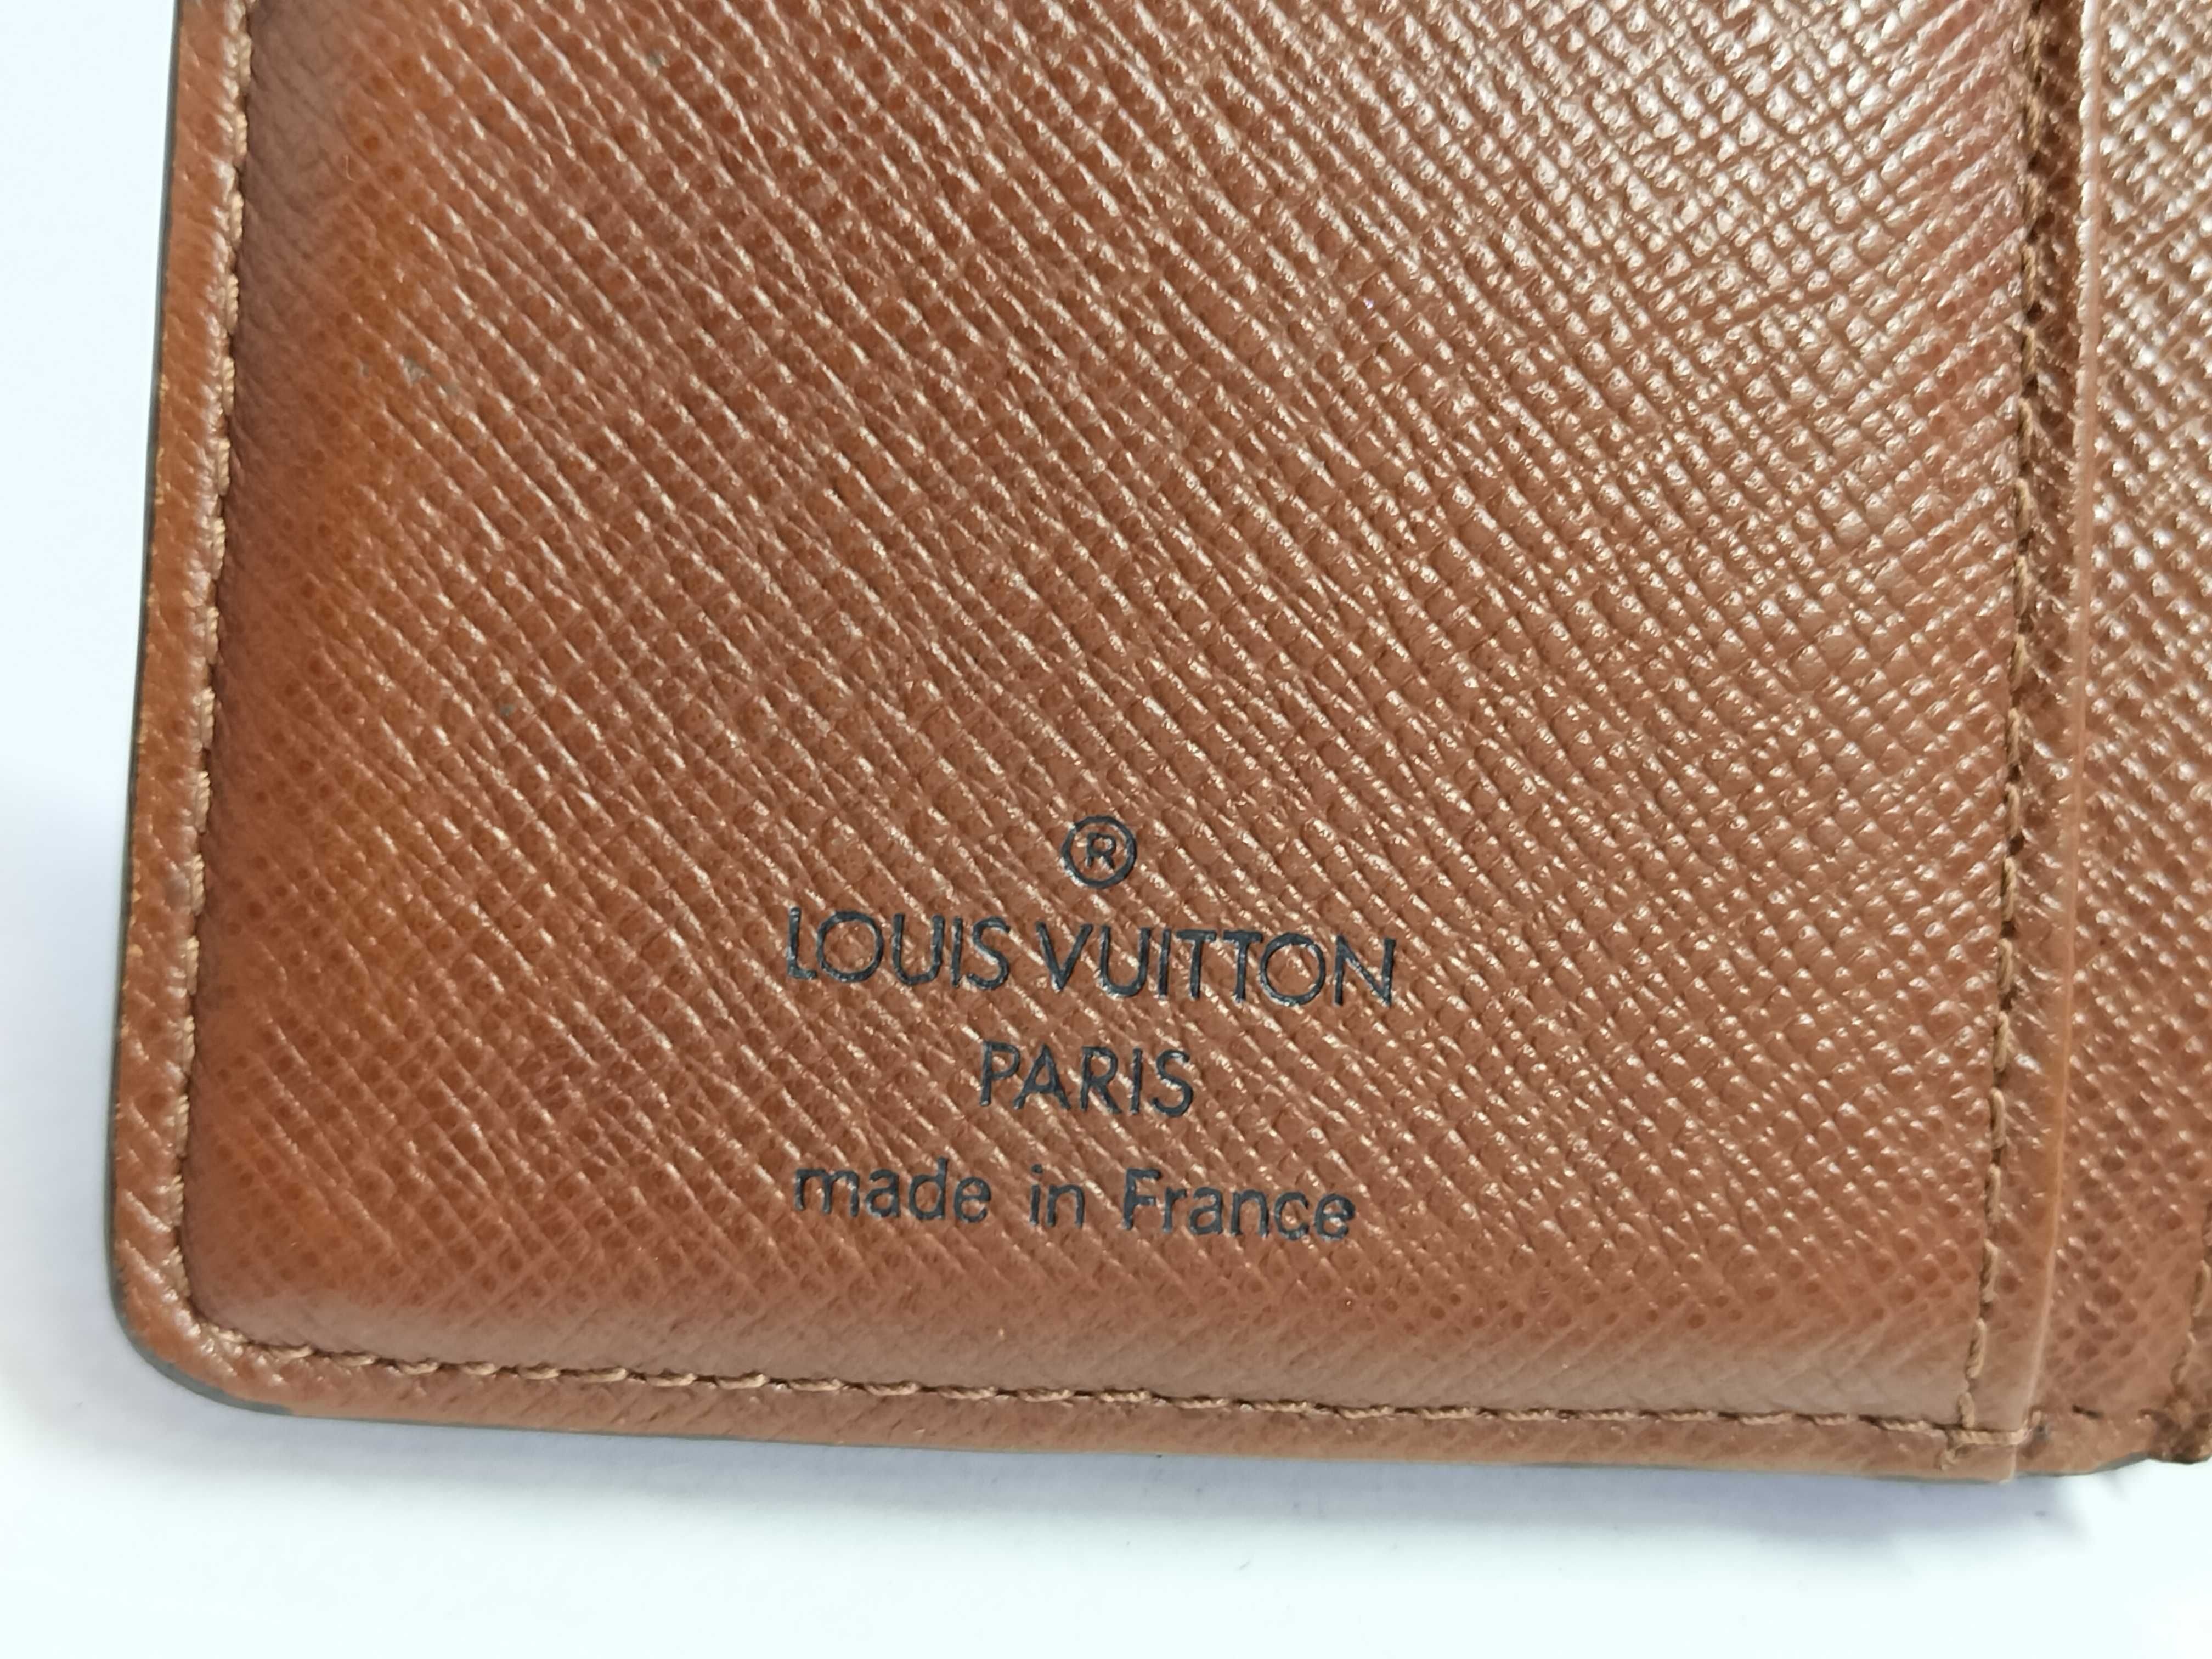 ®
LOUIS VUITTON
PARIS
made in France